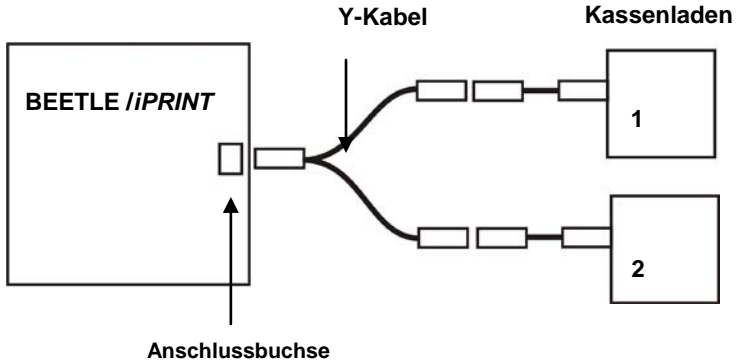 Y-Kabel
Kassenladen
BEETLE /iPRINT
1
2
Anschlussbuchse